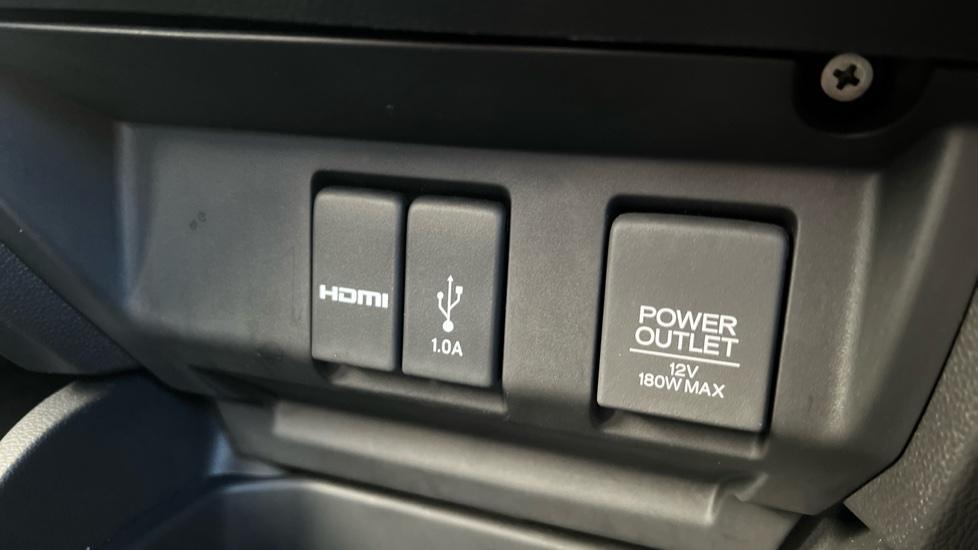 HDMI
1.0A
POWER
OUTLET
12V
180W MAX